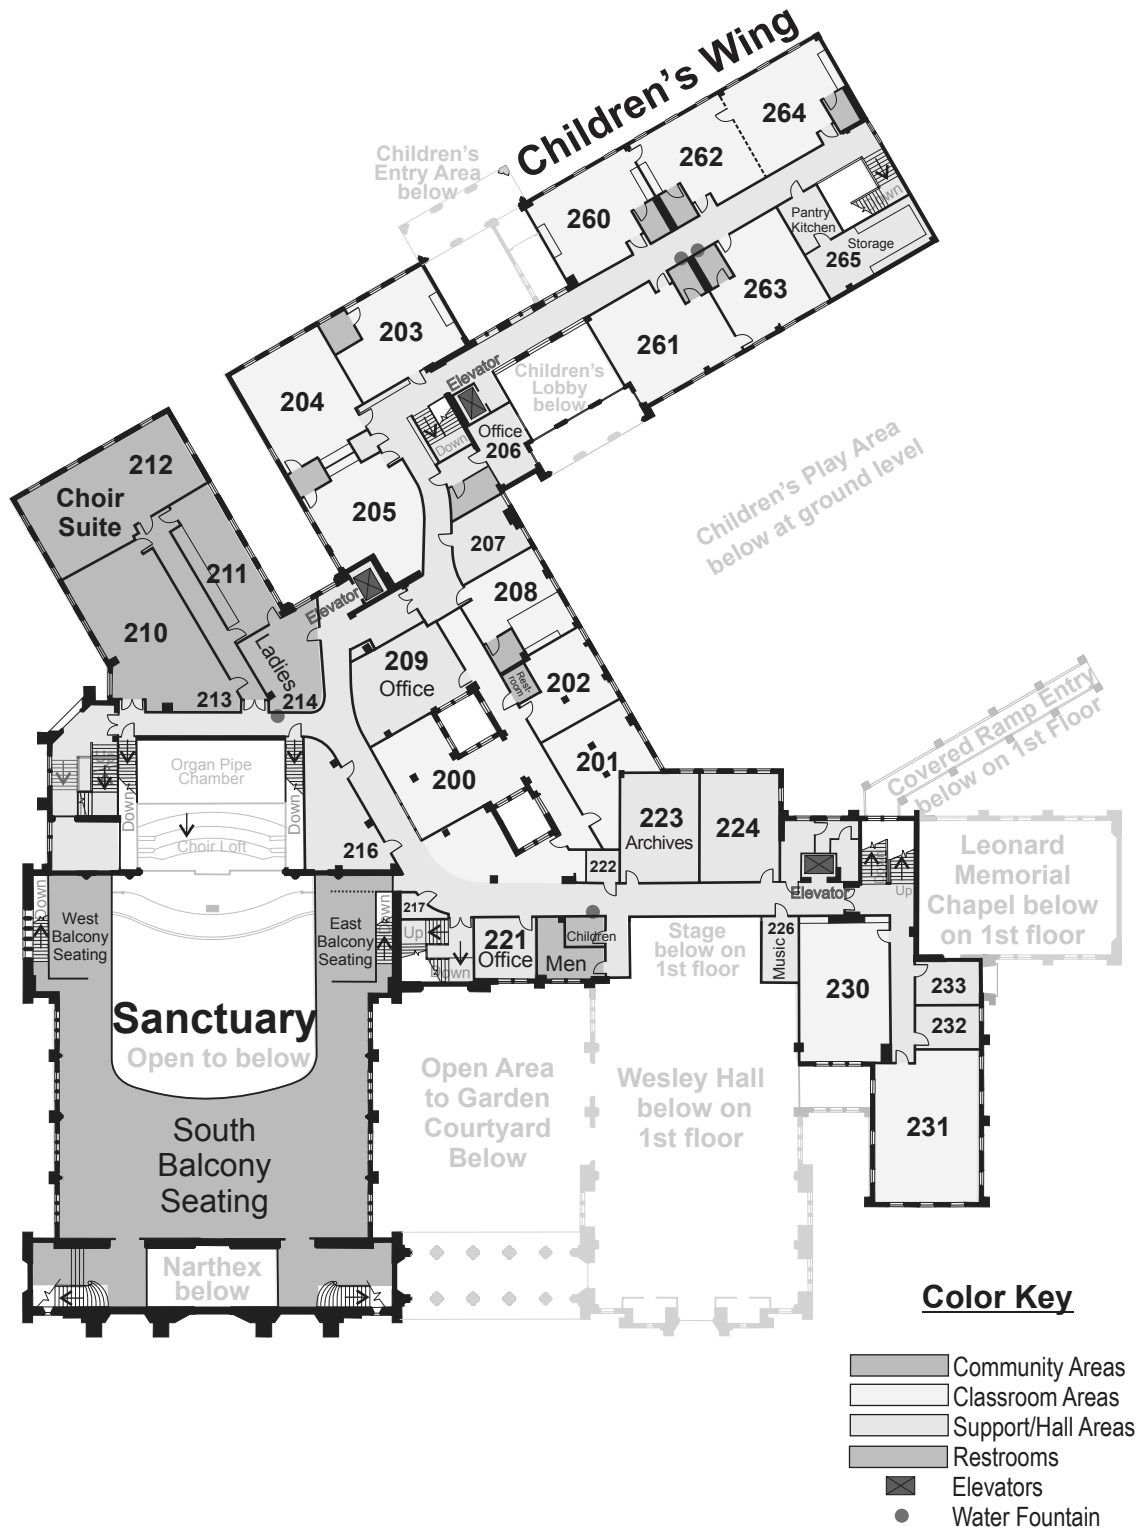 Children's Wing
Children's
Entry Area
below
264
262
260
Pantry
Kitchen
Down
Storage
265
263
261
203
204
Elevator
Children's
Lobby
below
Office
206
Down
205
207
208
Children's Play Area
below at ground level
212
Choir
Suite
211
210
213
Ladies
214
Elevator
209
Office
Rest-
room
202
201
200
Covered Ramp Entry
below on 1st Floor
Organ Pipe
Chamber
Up
Down
Down
Choir Loft
216
223
Archives
224
222
Elevator
Up
Leonard
Memorial
Chapel below
on 1st floor
Down
West
Balcony
Seating
East
Balcony
Seating
Down
217
Up
Down
221
Office
Children
Men
Stage
below on
1st floor
226
Music
230
233
232
231
Sanctuary
Open to below
South
Balcony
Seating
Open Area
to Garden
Courtyard
Below
Wesley Hall
below on
1st floor
Narthex
below
Color Key
Community Areas
Classroom Areas
Support/Hall Areas
Restrooms
Elevators
Water Fountain